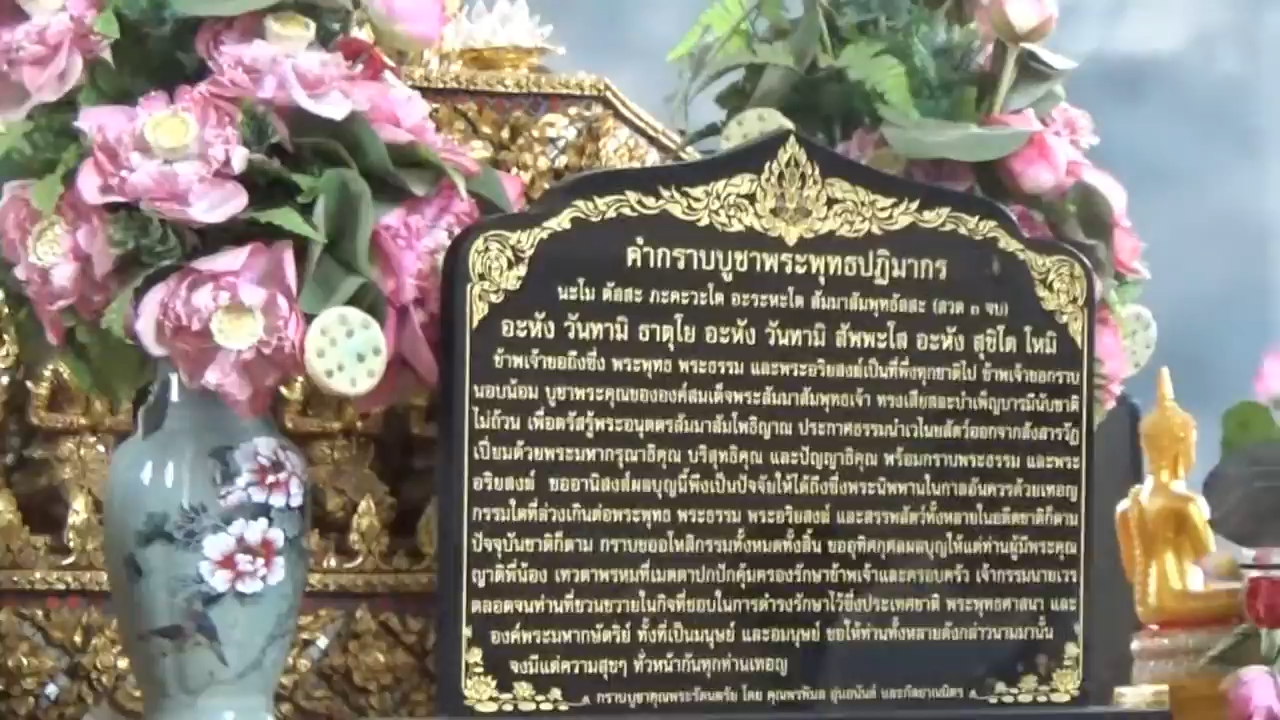 คำกราบบูชาพระพุทธปฏิมากร
นะโม ตัสสะ ภะคะวะโต อะระหะโต สัมมาสัมพุทธัสสะ (สวด ๓ จบ)
อะหัง วันทามิ ธาตุโย อะหัง วันทามิ สัพพะโส อะหัง สุขิโต โหมิ
ข้าพเจ้าขอถึงซึ่ง พระพุทธ พระธรรม และพระอริยสงฆ์เป็นที่พึ่งทุกชาติไป ข้าพเจ้าขอกราบ
นอบน้อม บูชาพระคุณขององค์สมเด็จพระสัมมาสัมพุทธเจ้า ทรงเสียสละบำเพ็ญบารมีนับชาติ
ไม่ถ้วน เพื่อตรัสรู้พระอนุตตรสัมมาสัมโพธิญาณ ประกาศธรรมนำเวไนยสัตว์ออกจากสังสารวัฏ
เปี่ยมด้วยพระมหากรุณาธิคุณ บริสุทธิคุณ และปัญญาธิคุณ พร้อมกราบพระธรรม และพระ
อริยสงฆ์ ขออานิสงส์ผลบุญนี้พึงเป็นปัจจัยให้ได้ถึงซึ่งพระนิพพานในกาลอันควรด้วยเทอญ
กรรมใดที่ล่วงเกินต่อพระพุทธ พระธรรม พระอริยสงฆ์ และสรรพสัตว์ทั้งหลายในอดีตชาติก็ตาม
ปัจจุบันชาติก็ตาม กราบขออโหสิกรรมทั้งหมดทั้งสิ้น ขออุทิศกุศลผลบุญให้แด่ท่านผู้มีพระคุณ
ญาติพี่น้อง เทวดาพรหมที่เมตตาปกปักคุ้มครองรักษาข้าพเจ้าและครอบครัว เจ้ากรรมนายเวร
ตลอดจนท่านที่ขวนขวายในกิจที่ชอบในการดำรงรักษาไว้ซึ่งประเทศชาติ พระพุทธศาสนา และ
องค์พระมหากษัตริย์ ทั้งที่เป็นมนุษย์ และอมนุษย์ ขอให้ท่านทั้งหลายดังกล่าวนามมานั้น
จงมีแต่ความสุขๆ ทั่วหน้ากันทุกท่านเทอญ
กราบบูชาคุณพระรัตนตรัย โดย คุณพรพิมล และกัลยาณมิตร